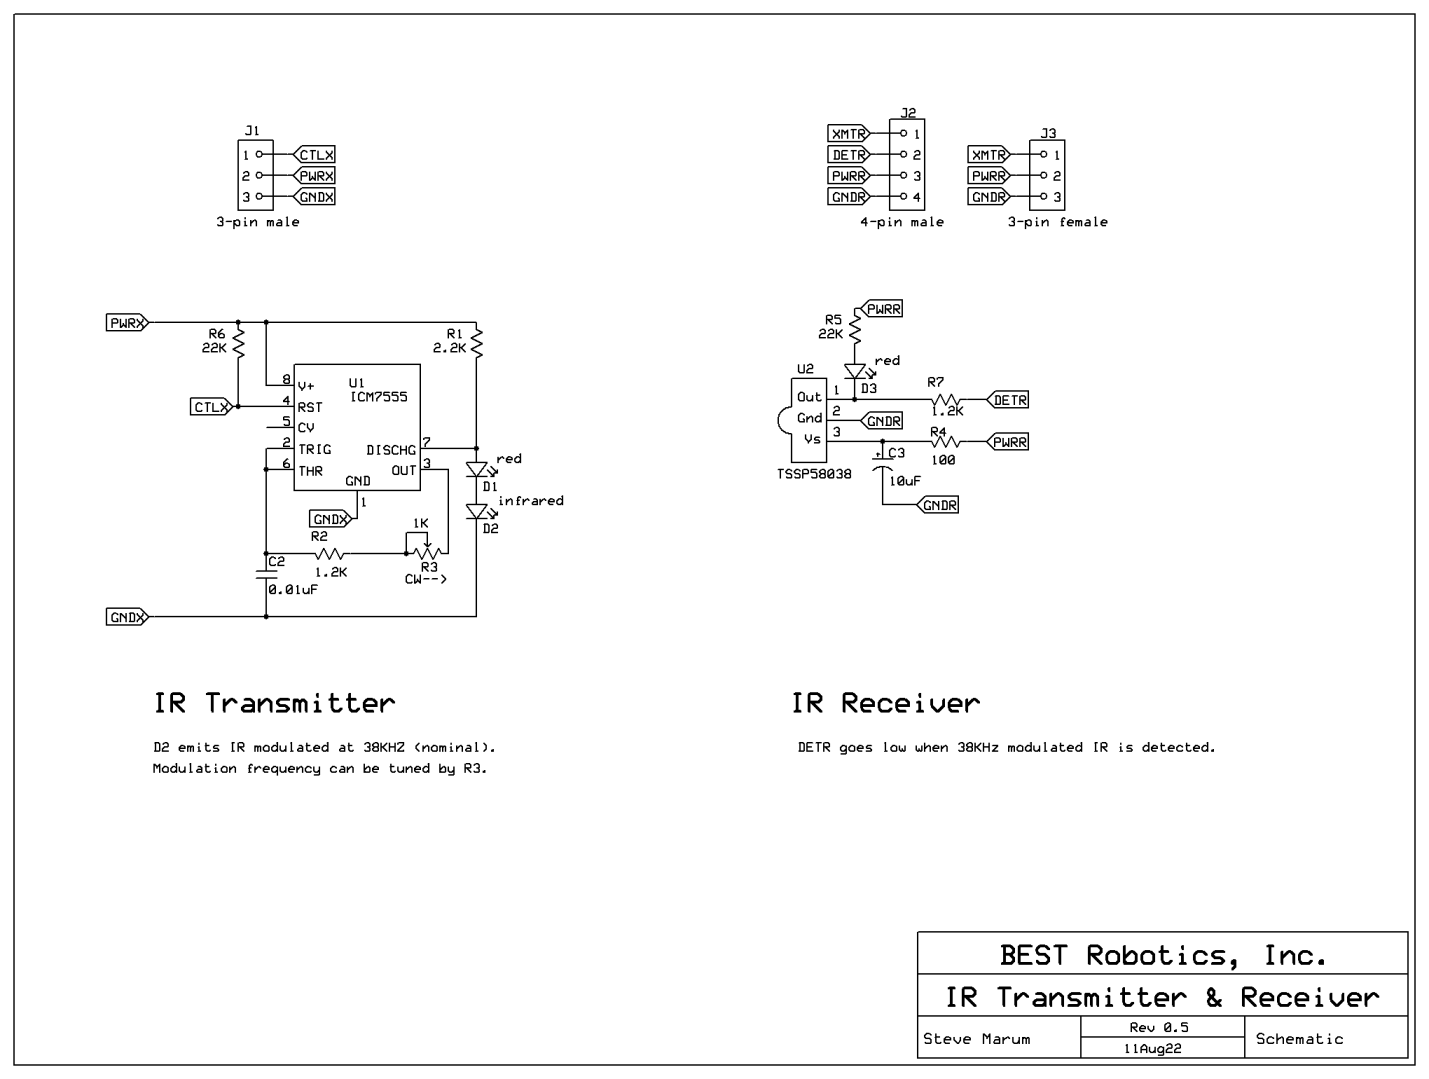 J1
1 CTLX
2 PWRX
3 GNDX
3-pin male
J2
XMTR 1
DETR 2
PWRR 3
GNDR 4
4-pin male
J3
XMTR 1
PWRR 2
GNDR 3
3-pin female
PWRX
R6
22K
R1
2.2K
CTLX
U1
ICM7555
8 V+
4 RST
5 CV
2 TRIG
6 THR
DISCHG 7
OUT 3
GND
1
GNDX
red
D1
infrared
D2
R2
1.2K
1K
R3
CW-->
C2
0.01uF
GNDX
PWRR
R5
22K
red
D3
U2
Out 1
Gnd 2
Vs 3
TSSP58038
R7
1.2K
DETR
GNDR
R4
100
PWRR
+
C3
10uF
GNDR
IR Transmitter
D2 emits IR modulated at 38KHZ (nominal).
Modulation frequency can be tuned by R3.
IR Receiver
DETR goes low when 38KHz modulated IR is detected.
BEST Robotics, Inc.
IR Transmitter & Receiver
Steve Marum
Rev 0.5
11Aug22
Schematic